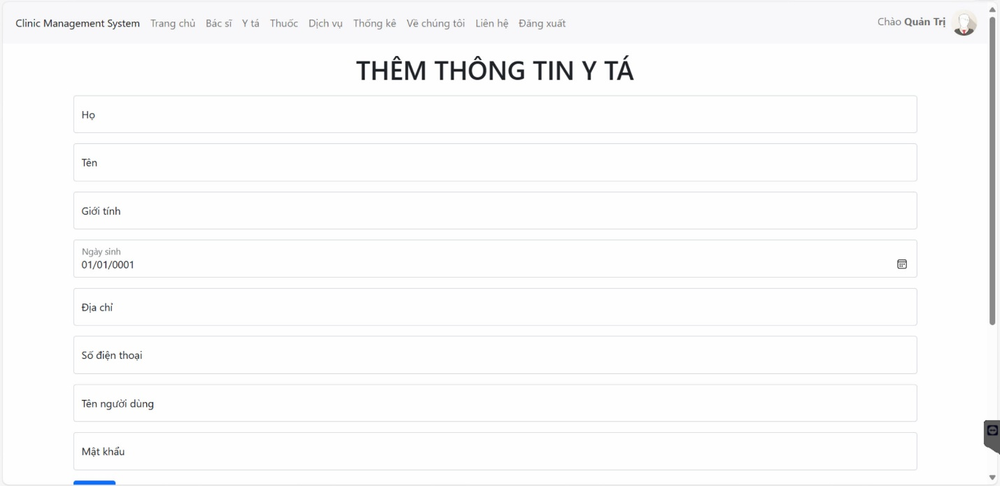 Clinic Management System Trang chủ Bác sĩ Y tá Thuốc Dịch vụ Thống kê Về chúng tôi Liên hệ Đăng xuất Chào Quản Trị
THÊM THÔNG TIN Y TÁ
Họ
Tên
Giới tính
Ngày sinh
01/01/0001
Địa chỉ
Số điện thoại
Tên người dùng
Mật khẩu